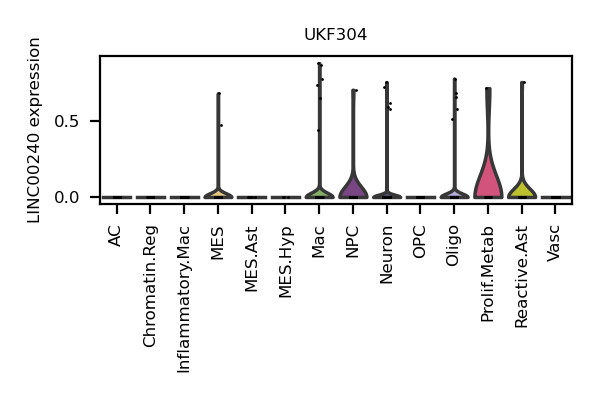 UKF304
LINC00240 expression
0.5
0.0
AC
Chromatin.Reg
Inflammatory.Mac
MES
MES.Ast
MES.Hyp
Mac
NPC
Neuron
OPC
Oligo
Prolif.Metab
Reactive.Ast
Vasc